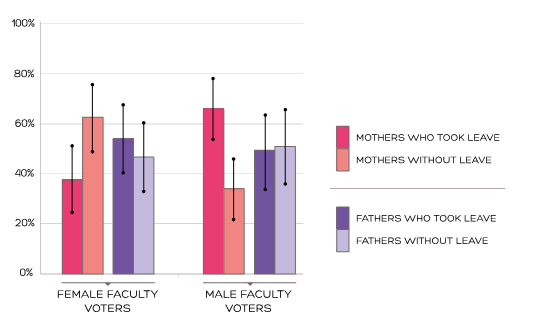 100%
80%
60%
40%
20%
0%
FEMALE FACULTY
VOTERS
MALE FACULTY
VOTERS
MOTHERS WHO TOOK LEAVE
MOTHERS WITHOUT LEAVE
FATHERS WHO TOOK LEAVE
FATHERS WITHOUT LEAVE